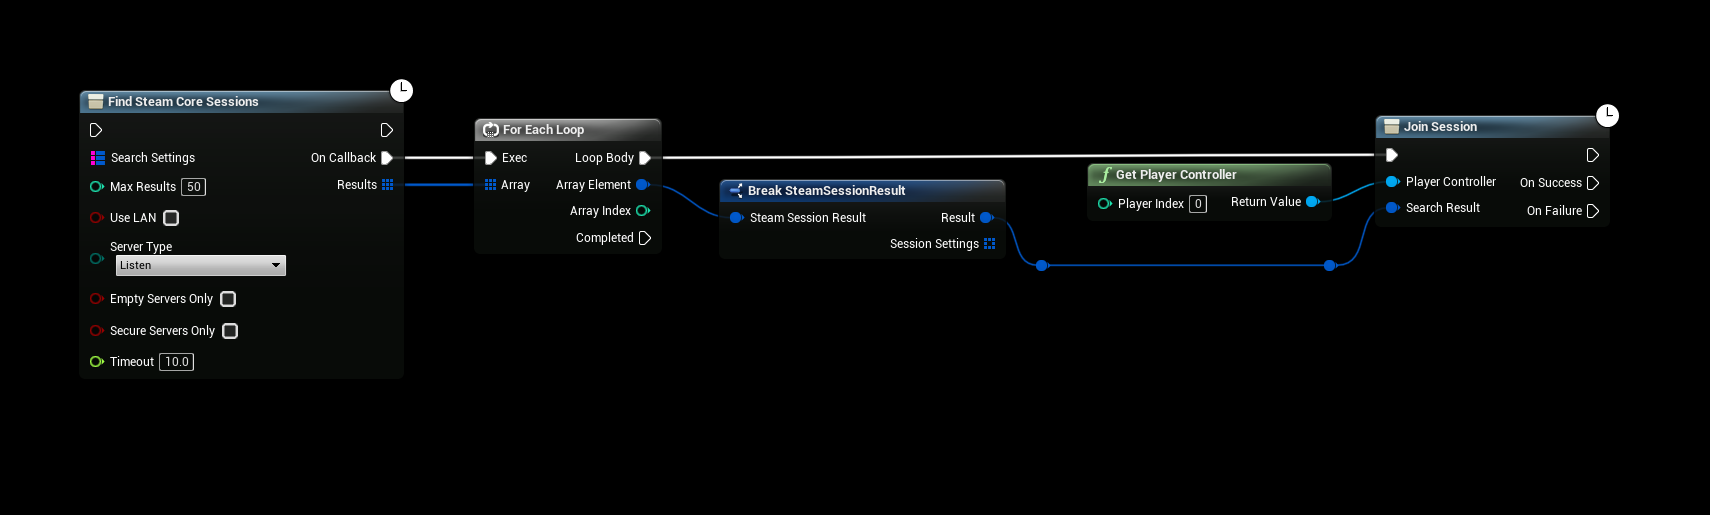 Find Steam Core Sessions
Search Settings
On Callback
Max Results 50
Results
Use LAN
Server Type
Listen
Empty Servers Only
Secure Servers Only
Timeout 10.0
For Each Loop
Exec
Loop Body
Array
Array Element
Array Index
Completed
Break SteamSessionResult
Steam Session Result
Result
Session Settings
f Get Player Controller
Player Index 0
Return Value
Join Session
Player Controller
On Success
Search Result
On Failure